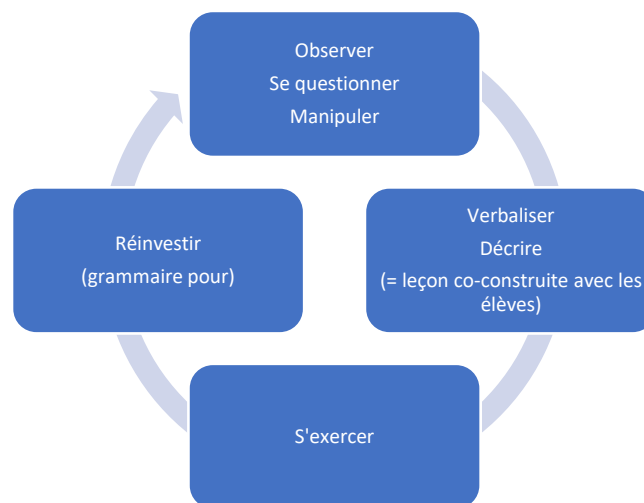 Observer
Se questionner
Manipuler
Verbaliser
Décrire
(= leçon co-construite avec les
élèves)
S'exercer
Réinvestir
(grammaire pour)